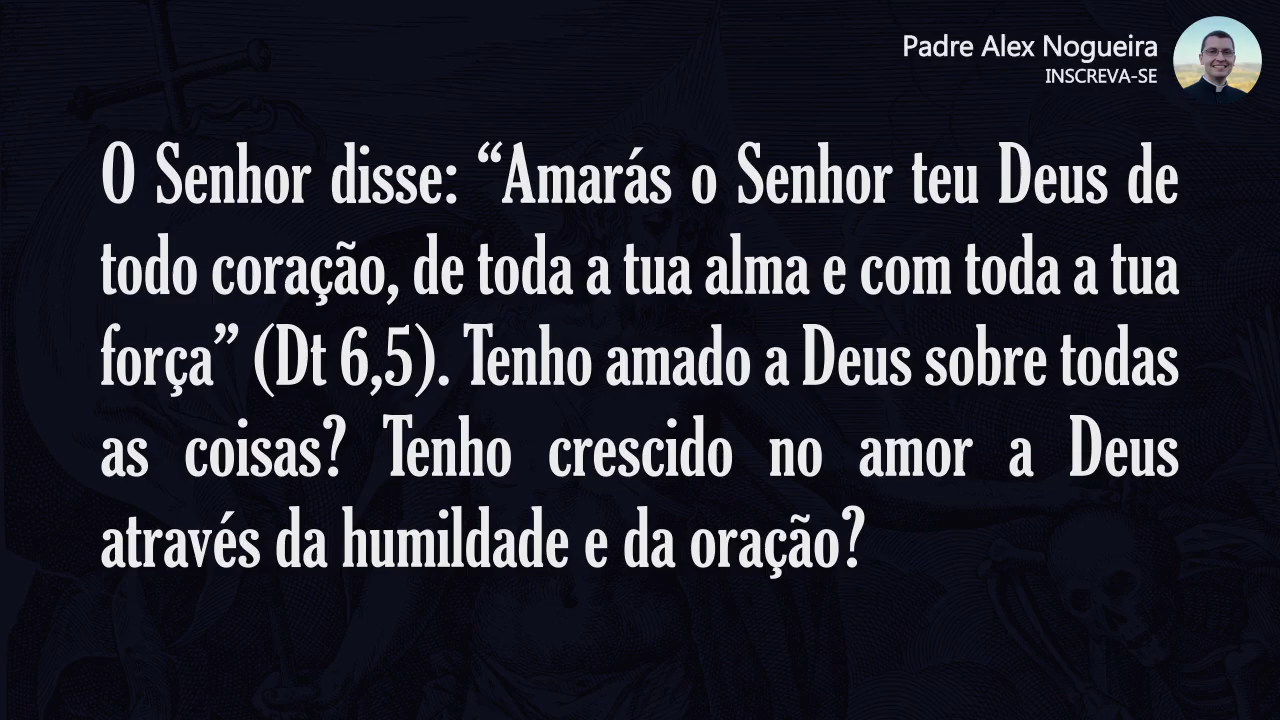 Padre Alex Nogueira
INSCREVA-SE
O Senhor disse: “Amarás o Senhor teu Deus de
todo coração, de toda a tua alma e com toda a tua
força” (Dt 6,5). Tenho amado a Deus sobre todas
as coisas? Tenho crescido no amor a Deus
através da humildade e da oração?